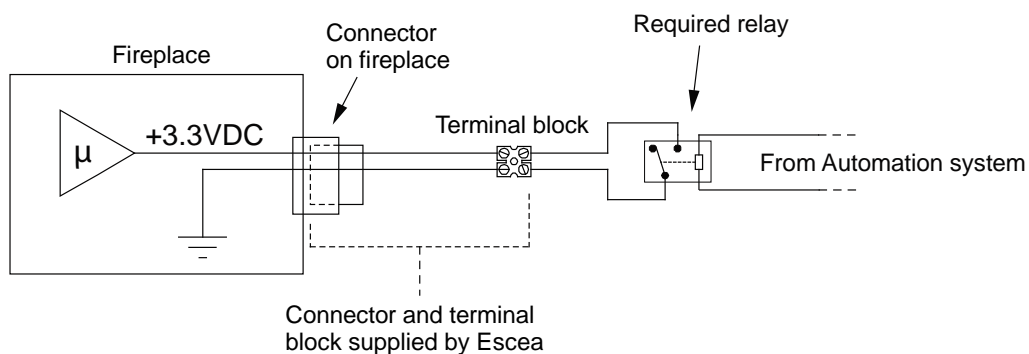 Required relay
Connector
on fireplace
Fireplace
+3.3VDC
μ
Terminal block
From Automation system
Connector and terminal
block supplied by Escea